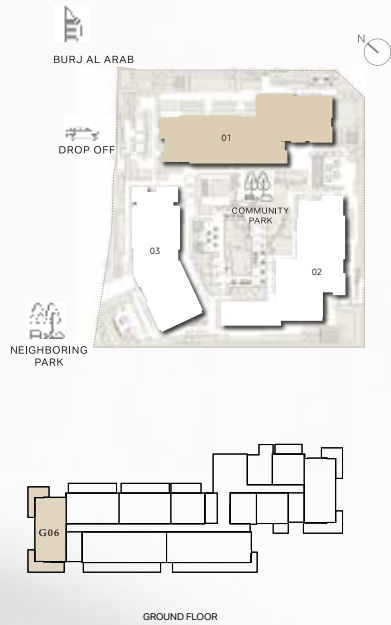 N
BURJ AL ARAB
DROP OFF
01
COMMUNITY
PARK
03
02
NEIGHBORING
PARK
G06
GROUND FLOOR